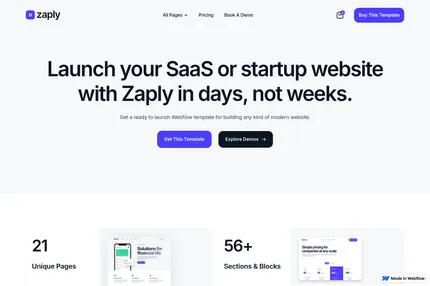 zaply
All Pages
Pricing
Book A Demo
Buy This Template
Launch your SaaS or startup website
with Zaply in days, not weeks.
Get a ready to launch Webflow template for building any kind of modern website.
Get This Template
Explore Demos
21
Unique Pages
Solutions for
financial life
56+
Sections & Blocks
Simple pricing for
companies at any scale
Made in Webflow